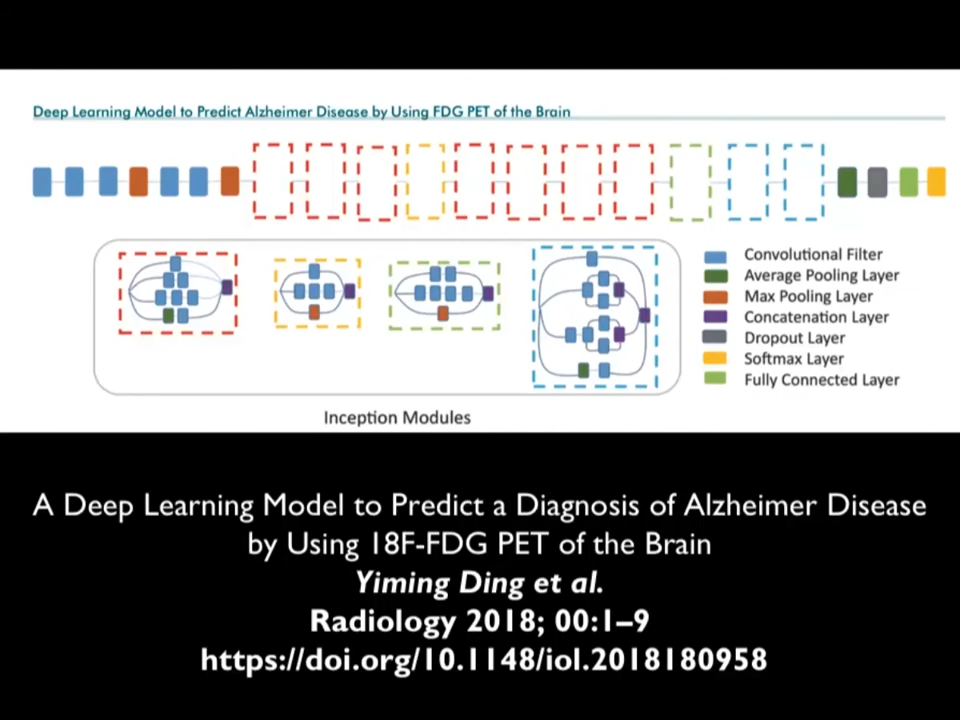 Deep Learning Model to Predict Alzheimer Disease by Using FDG PET of the Brain
Convolutional Filter
Average Pooling Layer
Max Pooling Layer
Concatenation Layer
Dropout Layer
Softmax Layer
Fully Connected Layer
Inception Modules
A Deep Learning Model to Predict a Diagnosis of Alzheimer Disease
by Using 18F-FDG PET of the Brain
Yiming Ding et al.
Radiology 2018; 00:1–9
https://doi.org/10.1148/iol.2018180958